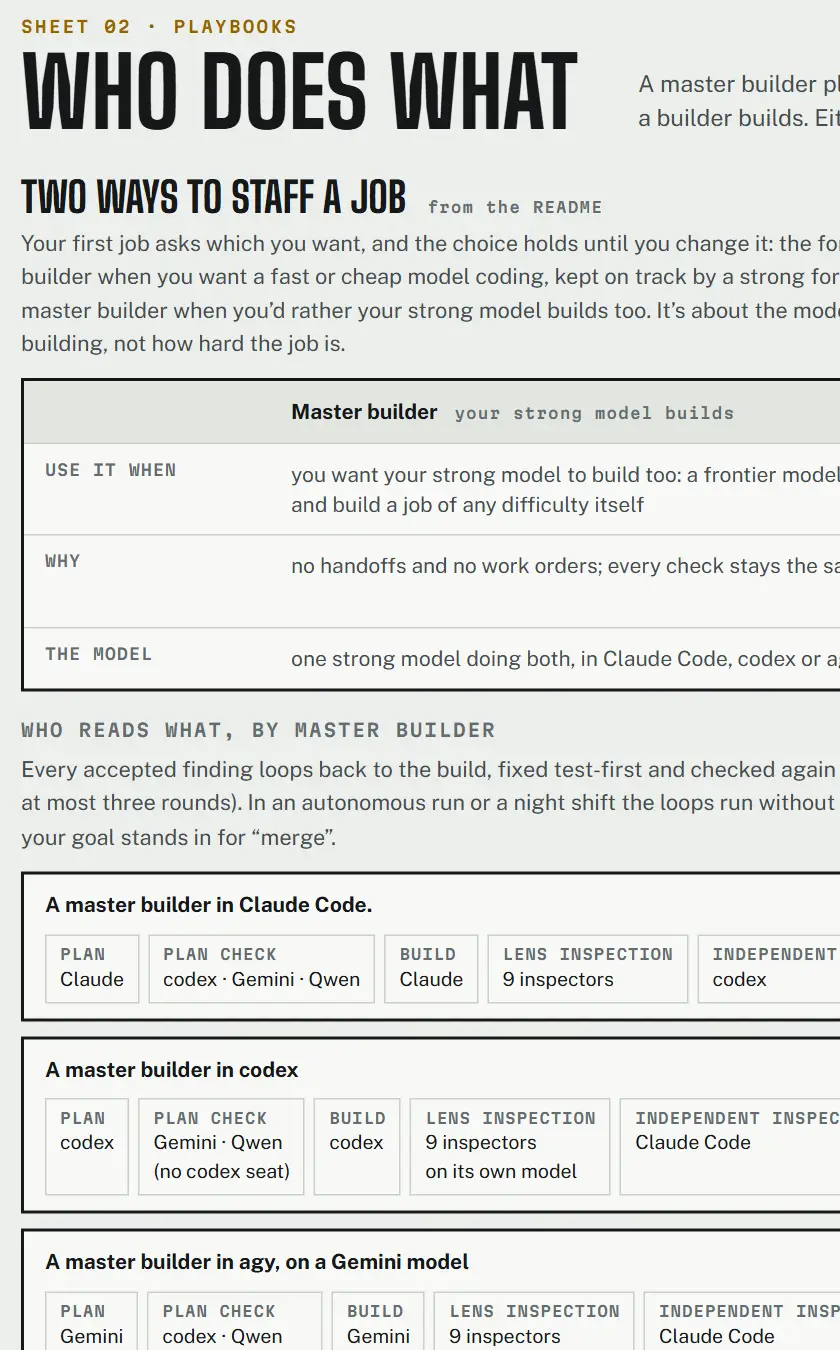 SHEET 02 · PLAYBOOKS
WHO DOES WHAT
A master builder
a builder builds.
TWO WAYS TO STAFF A JOB from the README
Your first job asks which you want, and the choice holds until you change it: the
builder when you want a fast or cheap model coding, kept on track by a strong
master builder when you’d rather your strong model builds too. It’s about the
building, not how hard the job is.
Master builder your strong model builds
USE IT WHEN
you want your strong model to build too: a frontier model
and build a job of any difficulty itself
WHY
no handoffs and no work orders; every check stays the
THE MODEL
one strong model doing both, in Claude Code, codex or
WHO READS WHAT, BY MASTER BUILDER
Every accepted finding loops back to the build, fixed test-first and checked again
at most three rounds). In an autonomous run or a night shift the loops run without
your goal stands in for “merge”.
A master builder in Claude Code.
PLAN
Claude
PLAN CHECK
codex · Gemini · Qwen
BUILD
Claude
LENS INSPECTION
9 inspectors
INDEPENDENT
codex
A master builder in codex
PLAN
codex
PLAN CHECK
Gemini · Qwen
(no codex seat)
BUILD
codex
LENS INSPECTION
9 inspectors
on its own model
INDEPENDENT
Claude Code
A master builder in agy, on a Gemini model
PLAN
Gemini
PLAN CHECK
codex · Qwen
BUILD
Gemini
LENS INSPECTION
9 inspectors
INDEPENDENT
Claude Code